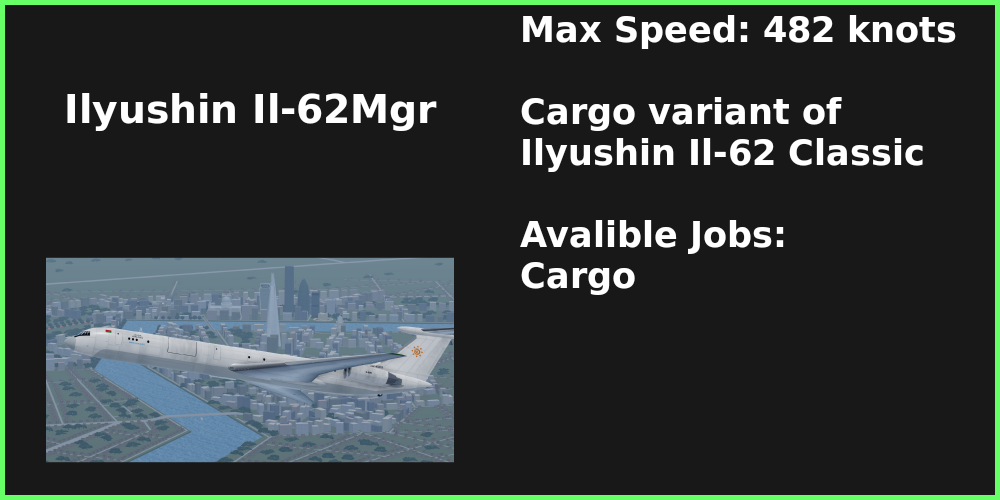 Ilyushin Il-62Mgr
Max Speed: 482 knots
Cargo variant of
Ilyushin Il-62 Classic
Avalible Jobs:
Cargo